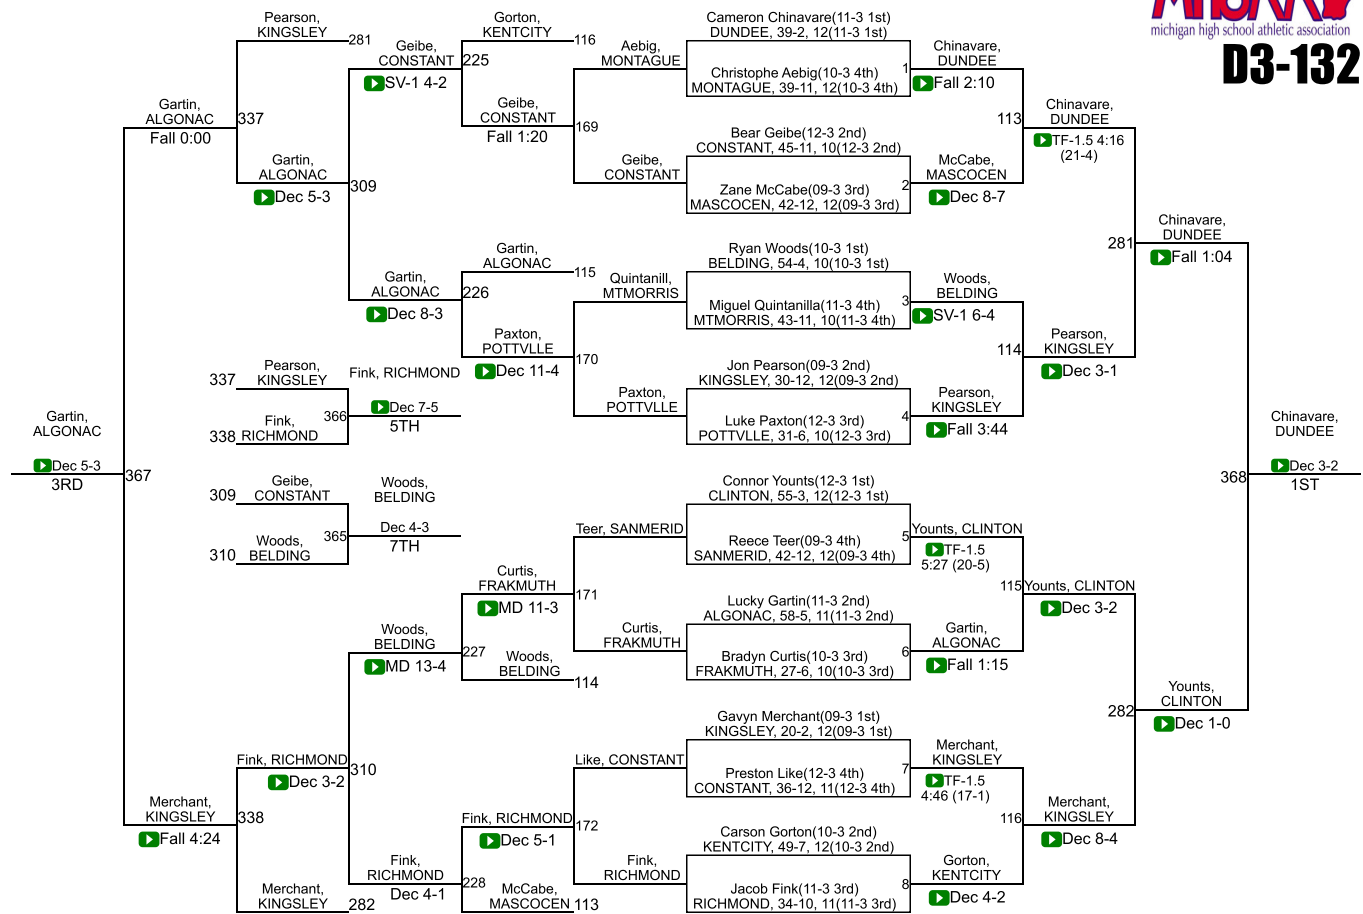 MHSAA
michigan high school athletic association
D3-132
Pearson,
KINGSLEY
281
Gartin,
ALGONAC
Fall 0:00
337
Gartin,
ALGONAC
Dec 5-3
Geibe,
CONSTANT
SV-1 4-2
225
309
Gartin,
ALGONAC
Dec 8-3
226
Gorton,
KENTCITY
116
Geibe,
CONSTANT
Fall 1:20
169
Gartin,
ALGONAC
115
Paxton,
POTTVLLE
Dec 11-4
170
Aebig,
MONTAGUE
Geibe,
CONSTANT
Quintanill,
MTMORRIS
Paxton,
POTTVLLE
Cameron Chinavare(11-3 1st)
DUNDEE, 39-2, 12(11-3 1st)
1
Christophe Aebig(10-3 4th)
MONTAGUE, 39-11, 12(10-3 4th)
Bear Geibe(12-3 2nd)
CONSTANT, 45-11, 10(12-3 2nd)
2
Zane McCabe(09-3 3rd)
MASCOCEN, 42-12, 12(09-3 3rd)
Ryan Woods(10-3 1st)
BELDING, 54-4, 10(10-3 1st)
3
Miguel Quintanilla(11-3 4th)
MTMORRIS, 43-11, 10(11-3 4th)
Jon Pearson(09-3 2nd)
KINGSLEY, 30-12, 12(09-3 2nd)
4
Luke Paxton(12-3 3rd)
POTTVLLE, 31-6, 10(12-3 3rd)
Chinavare,
DUNDEE
Fall 2:10
113
McCabe,
MASCOCEN
Dec 8-7
Woods,
BELDING
SV-1 6-4
114
Pearson,
KINGSLEY
Fall 3:44
Chinavare,
DUNDEE
TF-1.5 4:16
(21-4)
281
Pearson,
KINGSLEY
Dec 3-1
Chinavare,
DUNDEE
Fall 1:04
337
Pearson,
KINGSLEY
338
Fink,
RICHMOND
366
Fink, RICHMOND
Dec 7-5
5TH
Gartin,
ALGONAC
Dec 5-3
3RD
367
309
Geibe,
CONSTANT
310
Woods,
BELDING
365
Woods,
BELDING
Dec 4-3
7TH
368
Chinavare,
DUNDEE
Dec 3-2
1ST
Merchant,
KINGSLEY
Fall 4:24
338
Fink, RICHMOND
Dec 3-2
310
Merchant,
KINGSLEY
282
Woods,
BELDING
MD 13-4
227
Fink,
RICHMOND
Dec 4-1
228
Curtis,
FRAKMUTH
MD 11-3
171
Woods,
BELDING
114
Fink, RICHMOND
Dec 5-1
172
McCabe,
MASCOCEN
113
Teer, SANMERID
Curtis,
FRAKMUTH
Like, CONSTANT
Fink,
RICHMOND
Connor Younts(12-3 1st)
CLINTON, 55-3, 12(12-3 1st)
5
Reece Teer(09-3 4th)
SANMERID, 42-12, 12(09-3 4th)
Lucky Gartin(11-3 2nd)
ALGONAC, 58-5, 11(11-3 2nd)
6
Bradyn Curtis(10-3 3rd)
FRAKMUTH, 27-6, 10(10-3 3rd)
Gavyn Merchant(09-3 1st)
KINGSLEY, 20-2, 12(09-3 1st)
7
Preston Like(12-3 4th)
CONSTANT, 36-12, 11(12-3 4th)
Carson Gorton(10-3 2nd)
KENTCITY, 49-7, 12(10-3 2nd)
8
Jacob Fink(11-3 3rd)
RICHMOND, 34-10, 11(11-3 3rd)
Younts, CLINTON
TF-1.5
5:27 (20-5)
115
Gartin,
ALGONAC
Fall 1:15
Merchant,
KINGSLEY
TF-1.5
4:46 (17-1)
116
Gorton,
KENTCITY
Dec 4-2
Younts, CLINTON
Dec 3-2
282
Merchant,
KINGSLEY
Dec 8-4
Younts,
CLINTON
Dec 1-0